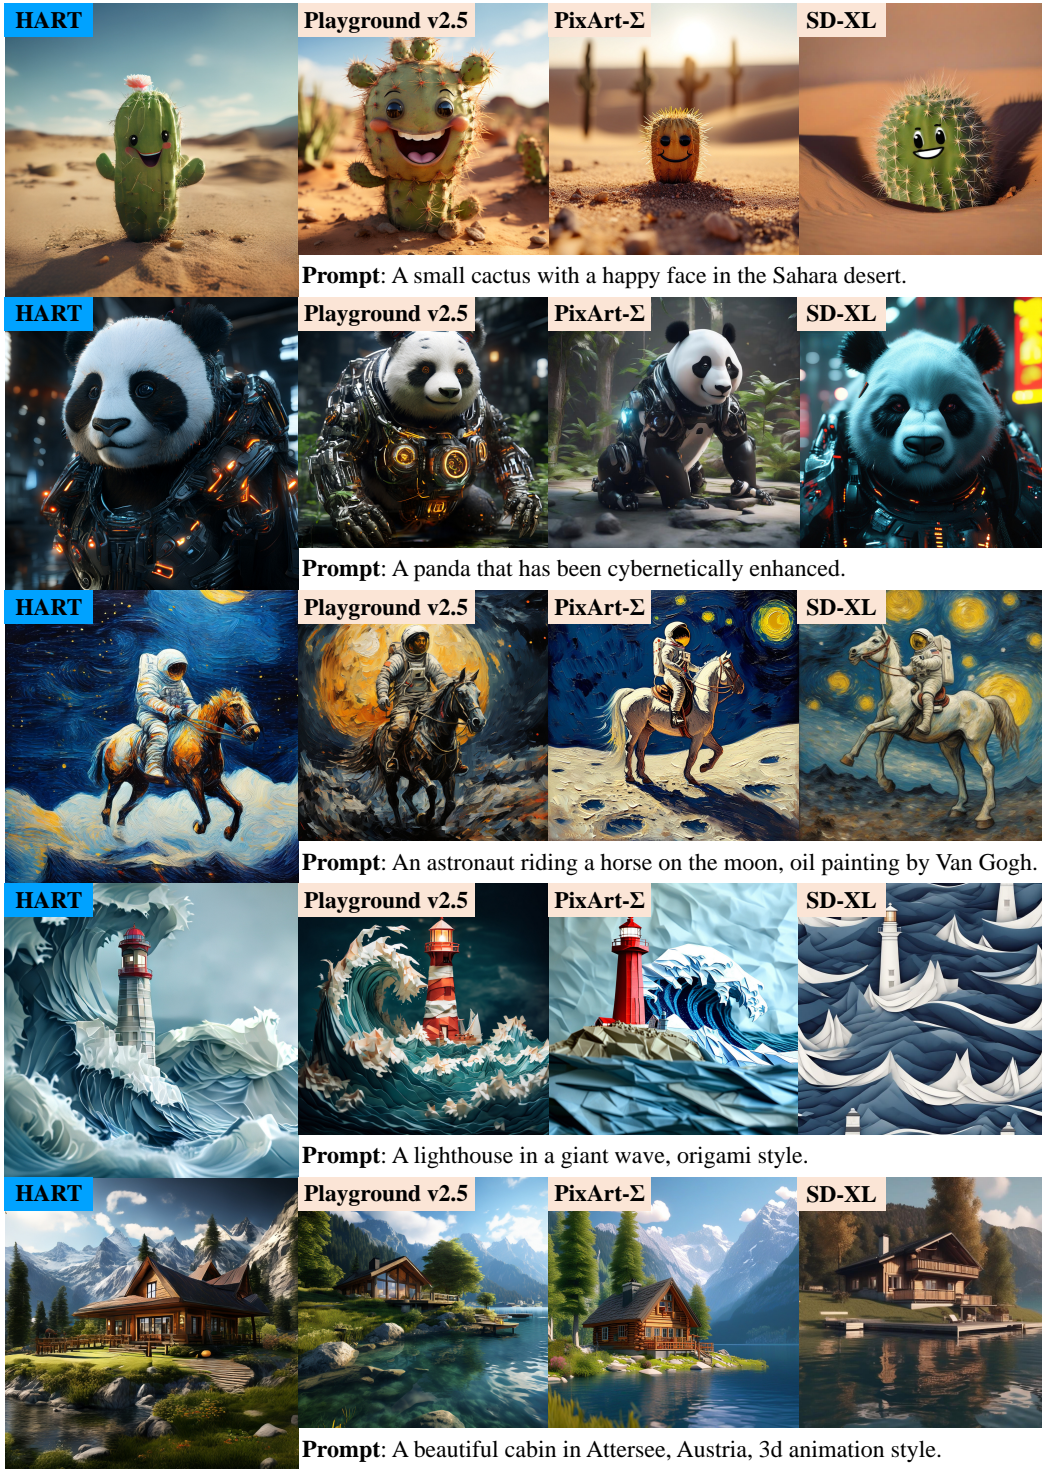 HART
Playground v2.5
PixArt-Σ
SD-XL
Prompt: A small cactus with a happy face in the Sahara desert.
HART
Playground v2.5
PixArt-Σ
SD-XL
Prompt: A panda that has been cybernetically enhanced.
HART
Playground v2.5
PixArt-Σ
SD-XL
Prompt: An astronaut riding a horse on the moon, oil painting by Van Gogh.
HART
Playground v2.5
PixArt-Σ
SD-XL
Prompt: A lighthouse in a giant wave, origami style.
HART
Playground v2.5
PixArt-Σ
SD-XL
Prompt: A beautiful cabin in Attersee, Austria, 3d animation style.